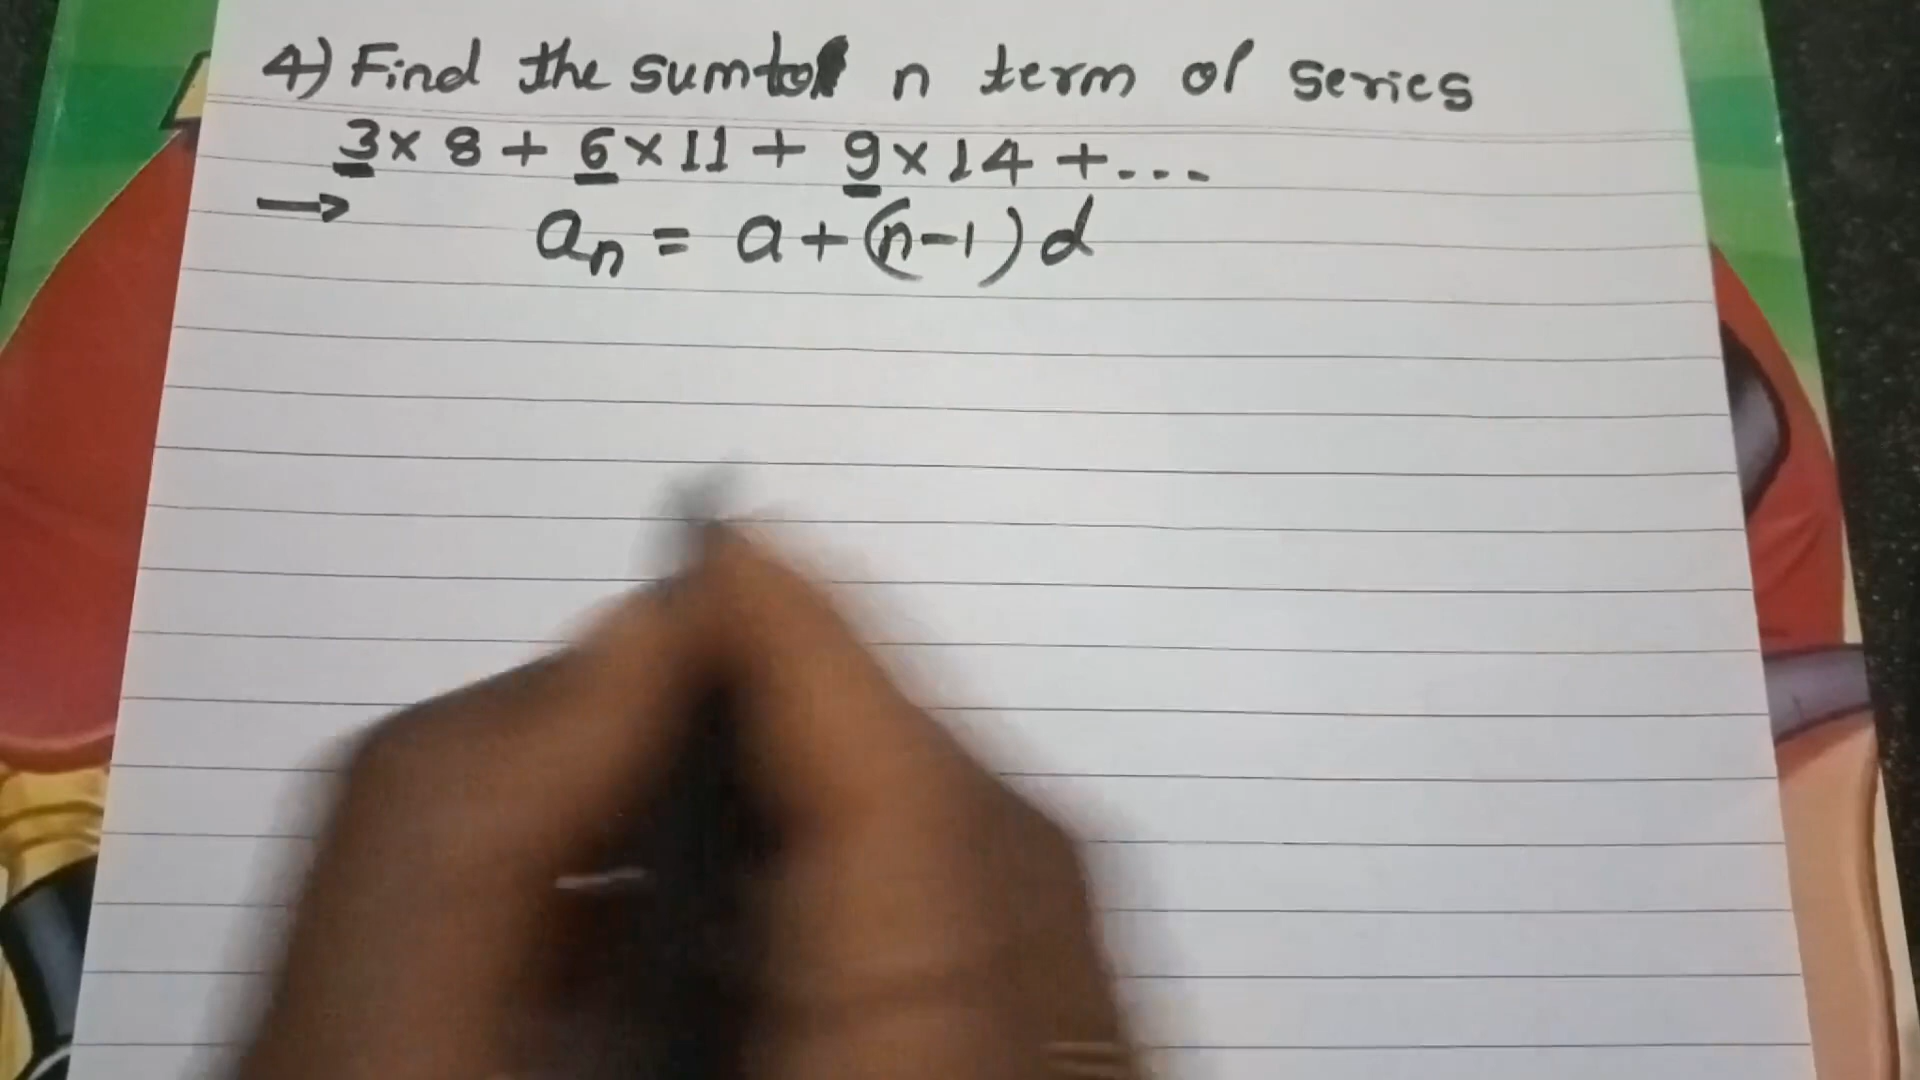 4) Find the sum to n term of series
3 × 8 + 6 × 11 + 9 × 14 + ...
→ aₙ = a + (n-1) d